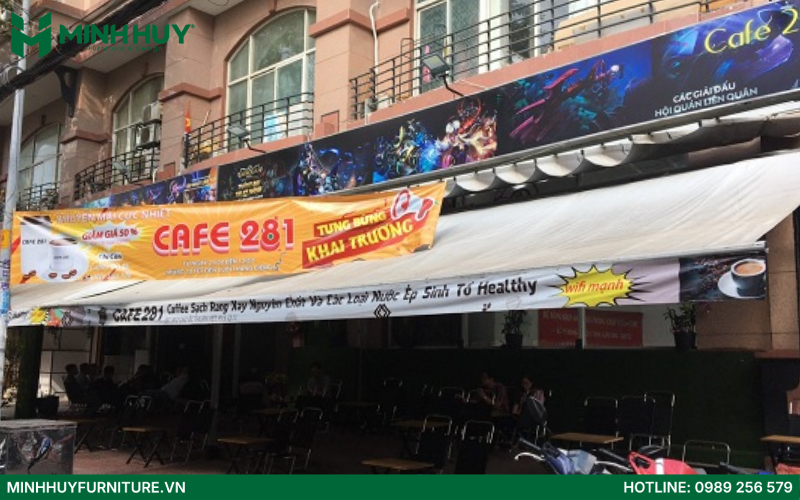 MINH HUY
Cafe 2
CÁC GIẢI ĐẤU
HỘI QUÁN LIÊN QUÂN
KHUYẾN MÃI CỰC NHIỆT
GIẢM GIÁ 50 %
CAFE 281
CAFE 281
TƯNG BỪNG
KHAI TRƯƠNG
CAFE 281 Coffee Sạch Rang Xay Nguyên Chất Và Các Loại Nước Ép Sinh Tố Healthy
wifi mạnh
MINHHUYFURNITURE.VN
HOTLINE: 0989 256 579